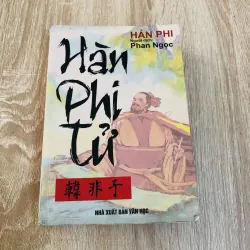 HÀN PHI
Người dịch:
Phan Ngọc
Hàn
Phi
Tử
韓非子
NHÀ XUẤT BẢN VĂN HỌC